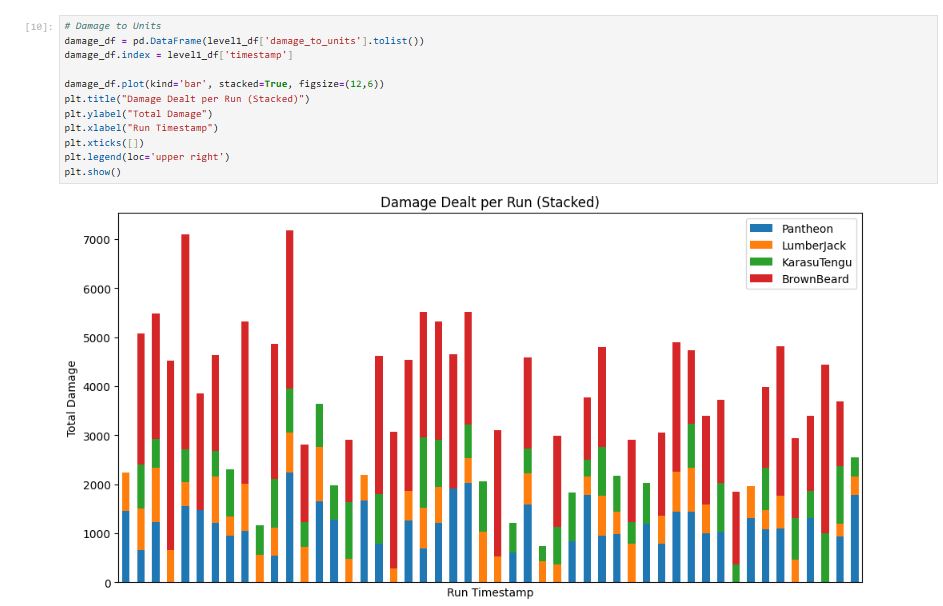 [10]:
# Damage to Units
damage_df = pd.DataFrame(level1_df['damage_to_units'].tolist())
damage_df.index = level1_df['timestamp']
damage_df.plot(kind='bar', stacked=True, figsize=(12,6))
plt.title("Damage Dealt per Run (Stacked)")
plt.ylabel("Total Damage")
plt.xlabel("Run Timestamp")
plt.xticks([])
plt.legend(loc='upper right')
plt.show()
Damage Dealt per Run (Stacked)
Pantheon
LumberJack
KarasuTengu
BrownBeard
7000
6000
5000
4000
3000
2000
1000
0
Total Damage
Run Timestamp